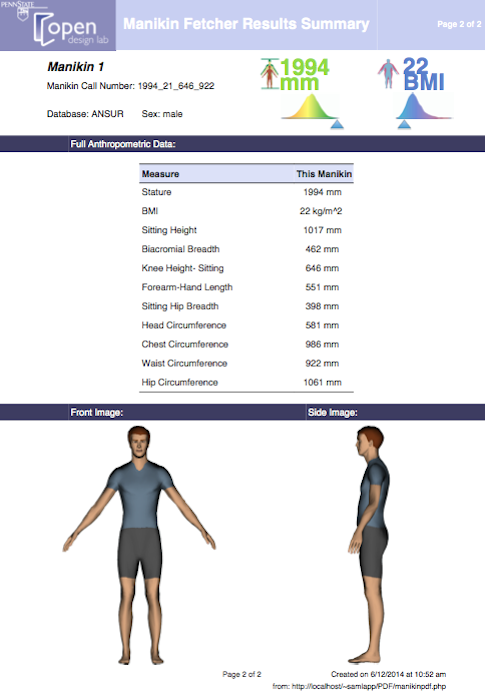 PENNSTATE
open
design lab
Manikin Fetcher Results Summary
Page 2 of 2
Manikin 1
Manikin Call Number: 1994_21_646_922
Database: ANSUR Sex: male
1994
mm
22
BMI
Full Anthropometric Data:
Measure This Manikin
Stature 1994 mm
BMI 22 kg/m^2
Sitting Height 1017 mm
Biacromial Breadth 462 mm
Knee Height- Sitting 646 mm
Forearm-Hand Length 551 mm
Sitting Hip Breadth 398 mm
Head Circumference 581 mm
Chest Circumference 986 mm
Waist Circumference 922 mm
Hip Circumference 1061 mm
Front Image: Side Image:
Page 2 of 2 Created on 6/12/2014 at 10:52 am
from: http://localhost/~samlapp/PDF/manikinpdf.php